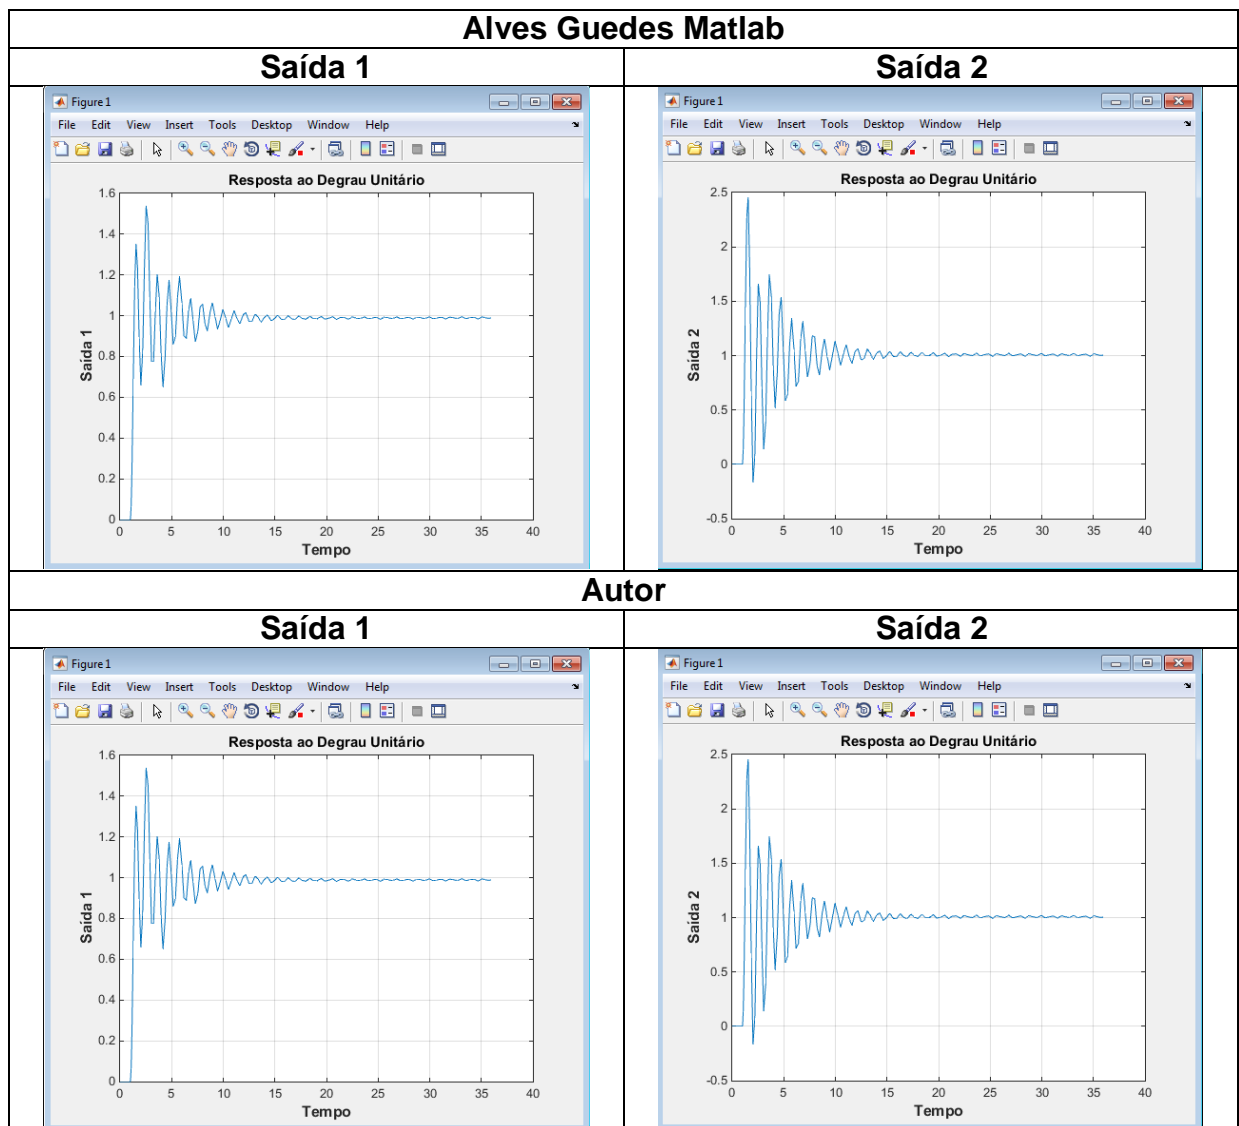 Alves Guedes Matlab
Saída 1
Saída 2
Figure 1
File Edit View Insert Tools Desktop Window Help
Resposta ao Degrau Unitário
1.6
1.4
1.2
1
0.8
0.6
0.4
0.2
0
Saída 1
0 5 10 15 20 25 30 35 40
Tempo
Figure 1
File Edit View Insert Tools Desktop Window Help
Resposta ao Degrau Unitário
2.5
2
1.5
1
0.5
0
-0.5
Saída 2
0 5 10 15 20 25 30 35 40
Tempo
Autor
Saída 1
Saída 2
Figure 1
File Edit View Insert Tools Desktop Window Help
Resposta ao Degrau Unitário
1.6
1.4
1.2
1
0.8
0.6
0.4
0.2
0
Saída 1
0 5 10 15 20 25 30 35 40
Tempo
Figure 1
File Edit View Insert Tools Desktop Window Help
Resposta ao Degrau Unitário
2.5
2
1.5
1
0.5
0
-0.5
Saída 2
0 5 10 15 20 25 30 35 40
Tempo